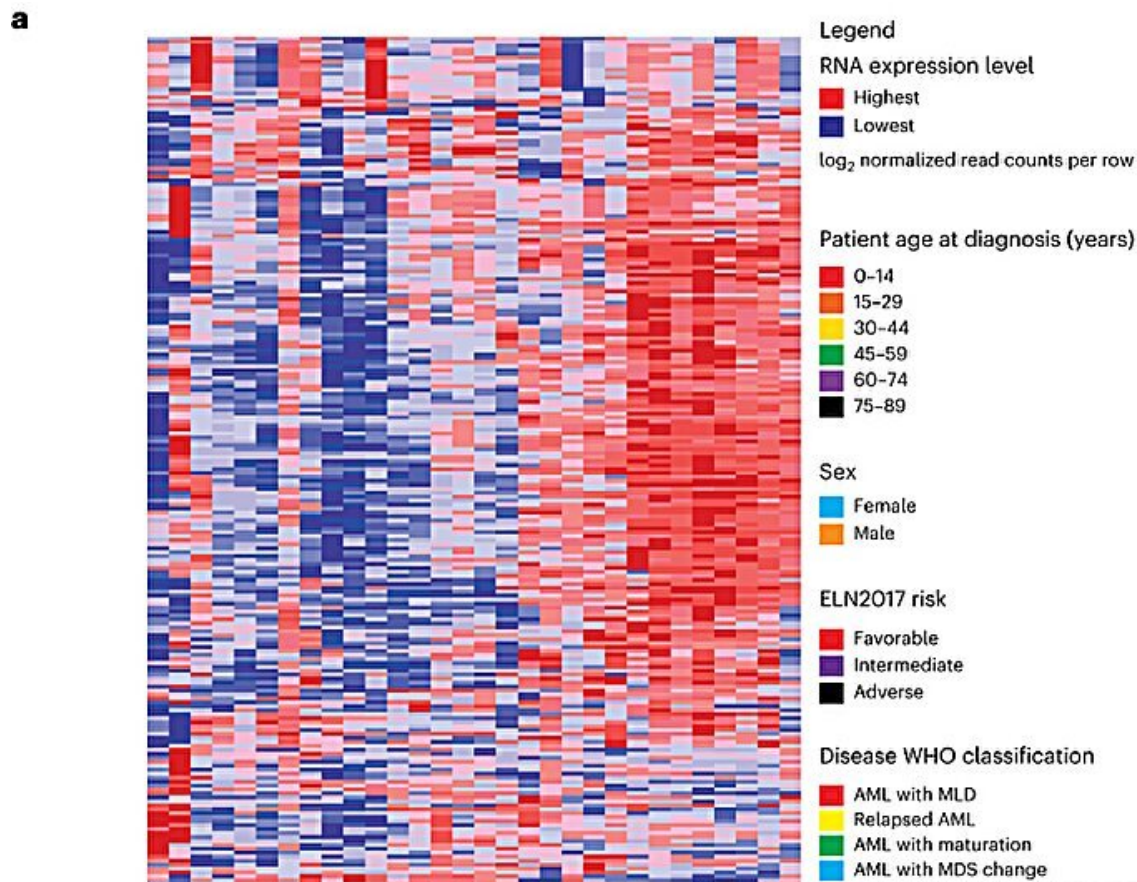 a
Legend
RNA expression level
Highest
Lowest
log₂ normalized read counts per row
Patient age at diagnosis (years)
0–14
15–29
30–44
45–59
60–74
75–89
Sex
Female
Male
ELN2017 risk
Favorable
Intermediate
Adverse
Disease WHO classification
AML with MLD
Relapsed AML
AML with maturation
AML with MDS change